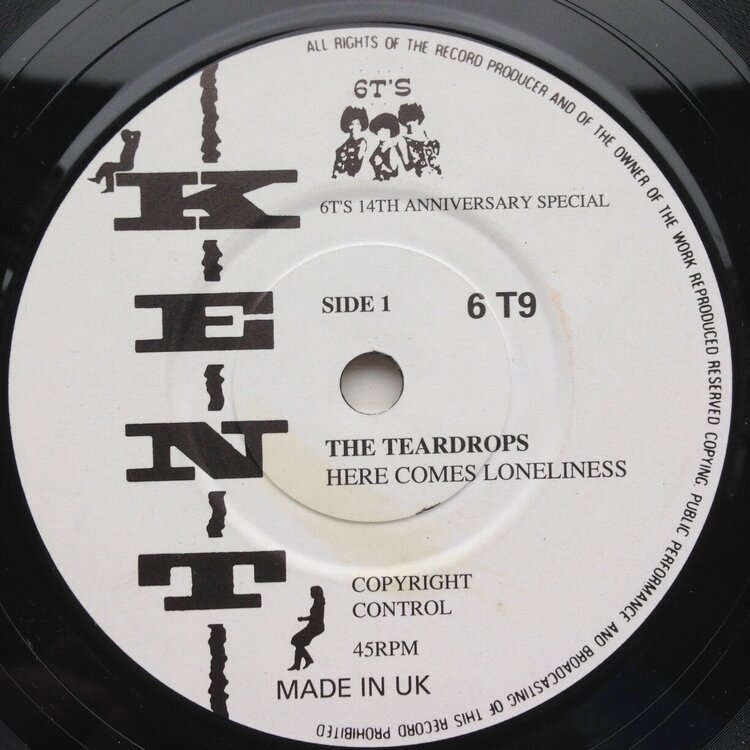 ALL RIGHTS OF THE RECORD PRODUCER AND OF THE OWNER OF THE WORK REPRODUCED RESERVED COPYING, PUBLIC PERFORMANCE AND BROADCASTING OF THIS RECORD PROHIBITED
6T'S
6T'S 14TH ANNIVERSARY SPECIAL
KENT
SIDE 1 6 T9
THE TEARDROPS
HERE COMES LONELINESS
COPYRIGHT
CONTROL
45RPM
MADE IN UK